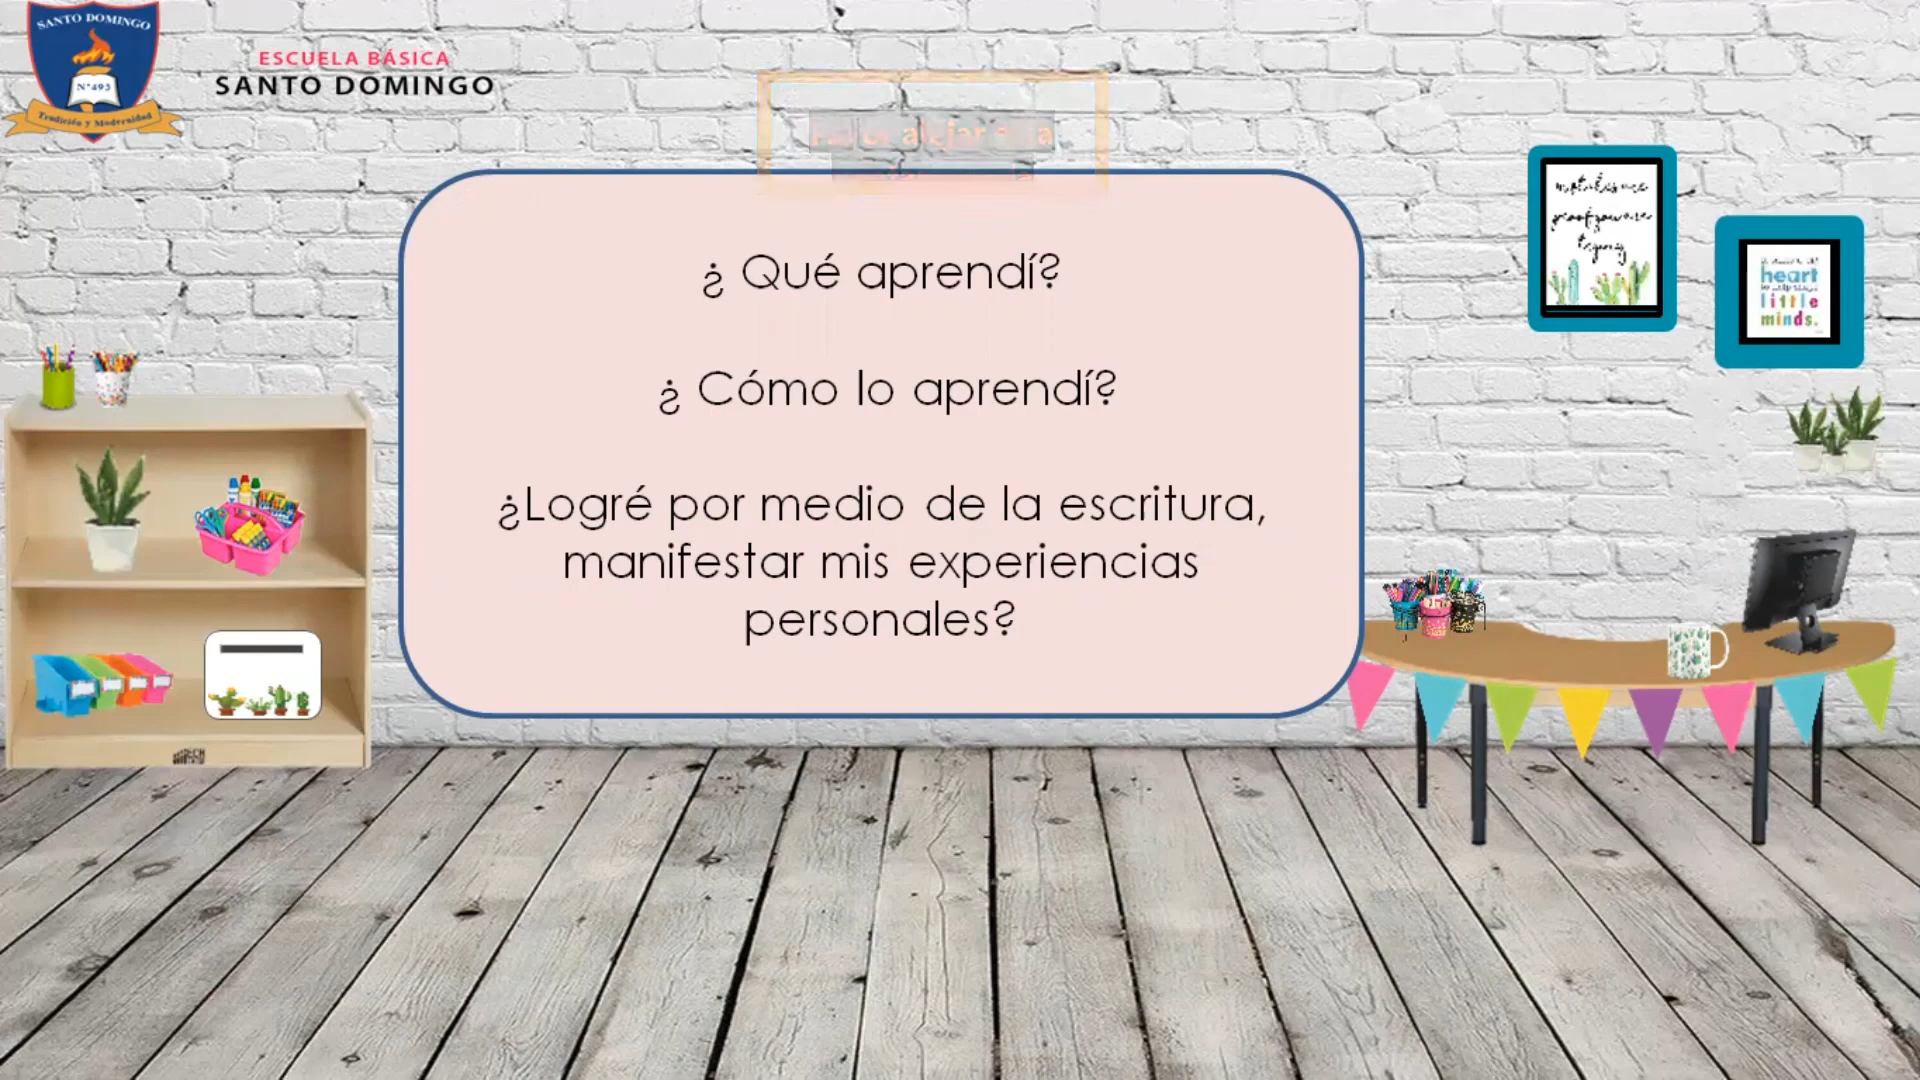 SANTO DOMINGO
N°493
Tradición y Modernidad
ESCUELA BÁSICA
SANTO DOMINGO
¿ Qué aprendí?
¿ Cómo lo aprendí?
¿Logré por medio de la escritura,
manifestar mis experiencias
personales?
heart
little
minds.